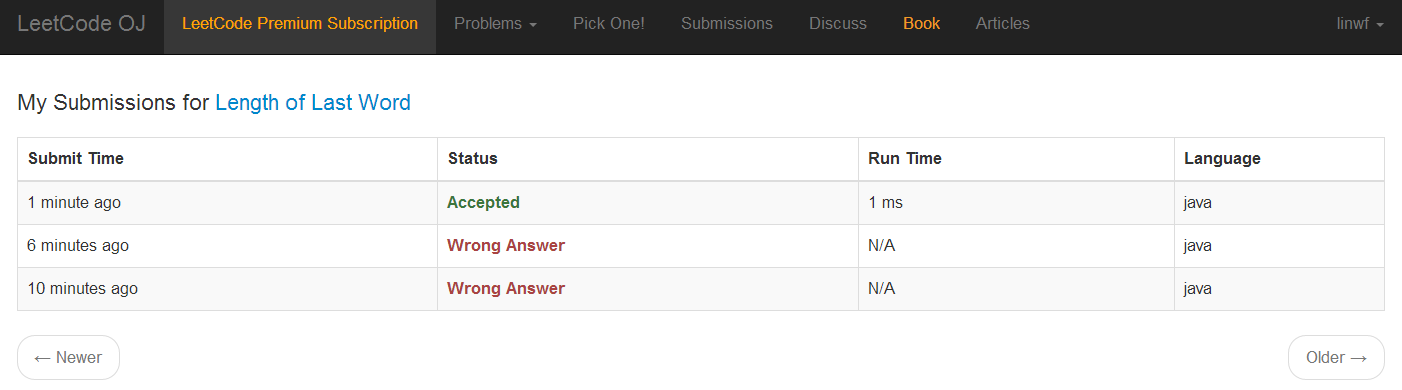 LeetCode OJ LeetCode Premium Subscription Problems Pick One! Submissions Discuss Book Articles linwf
My Submissions for Length of Last Word
Submit Time Status Run Time Language
1 minute ago Accepted 1 ms java
6 minutes ago Wrong Answer N/A java
10 minutes ago Wrong Answer N/A java
← Newer Older →